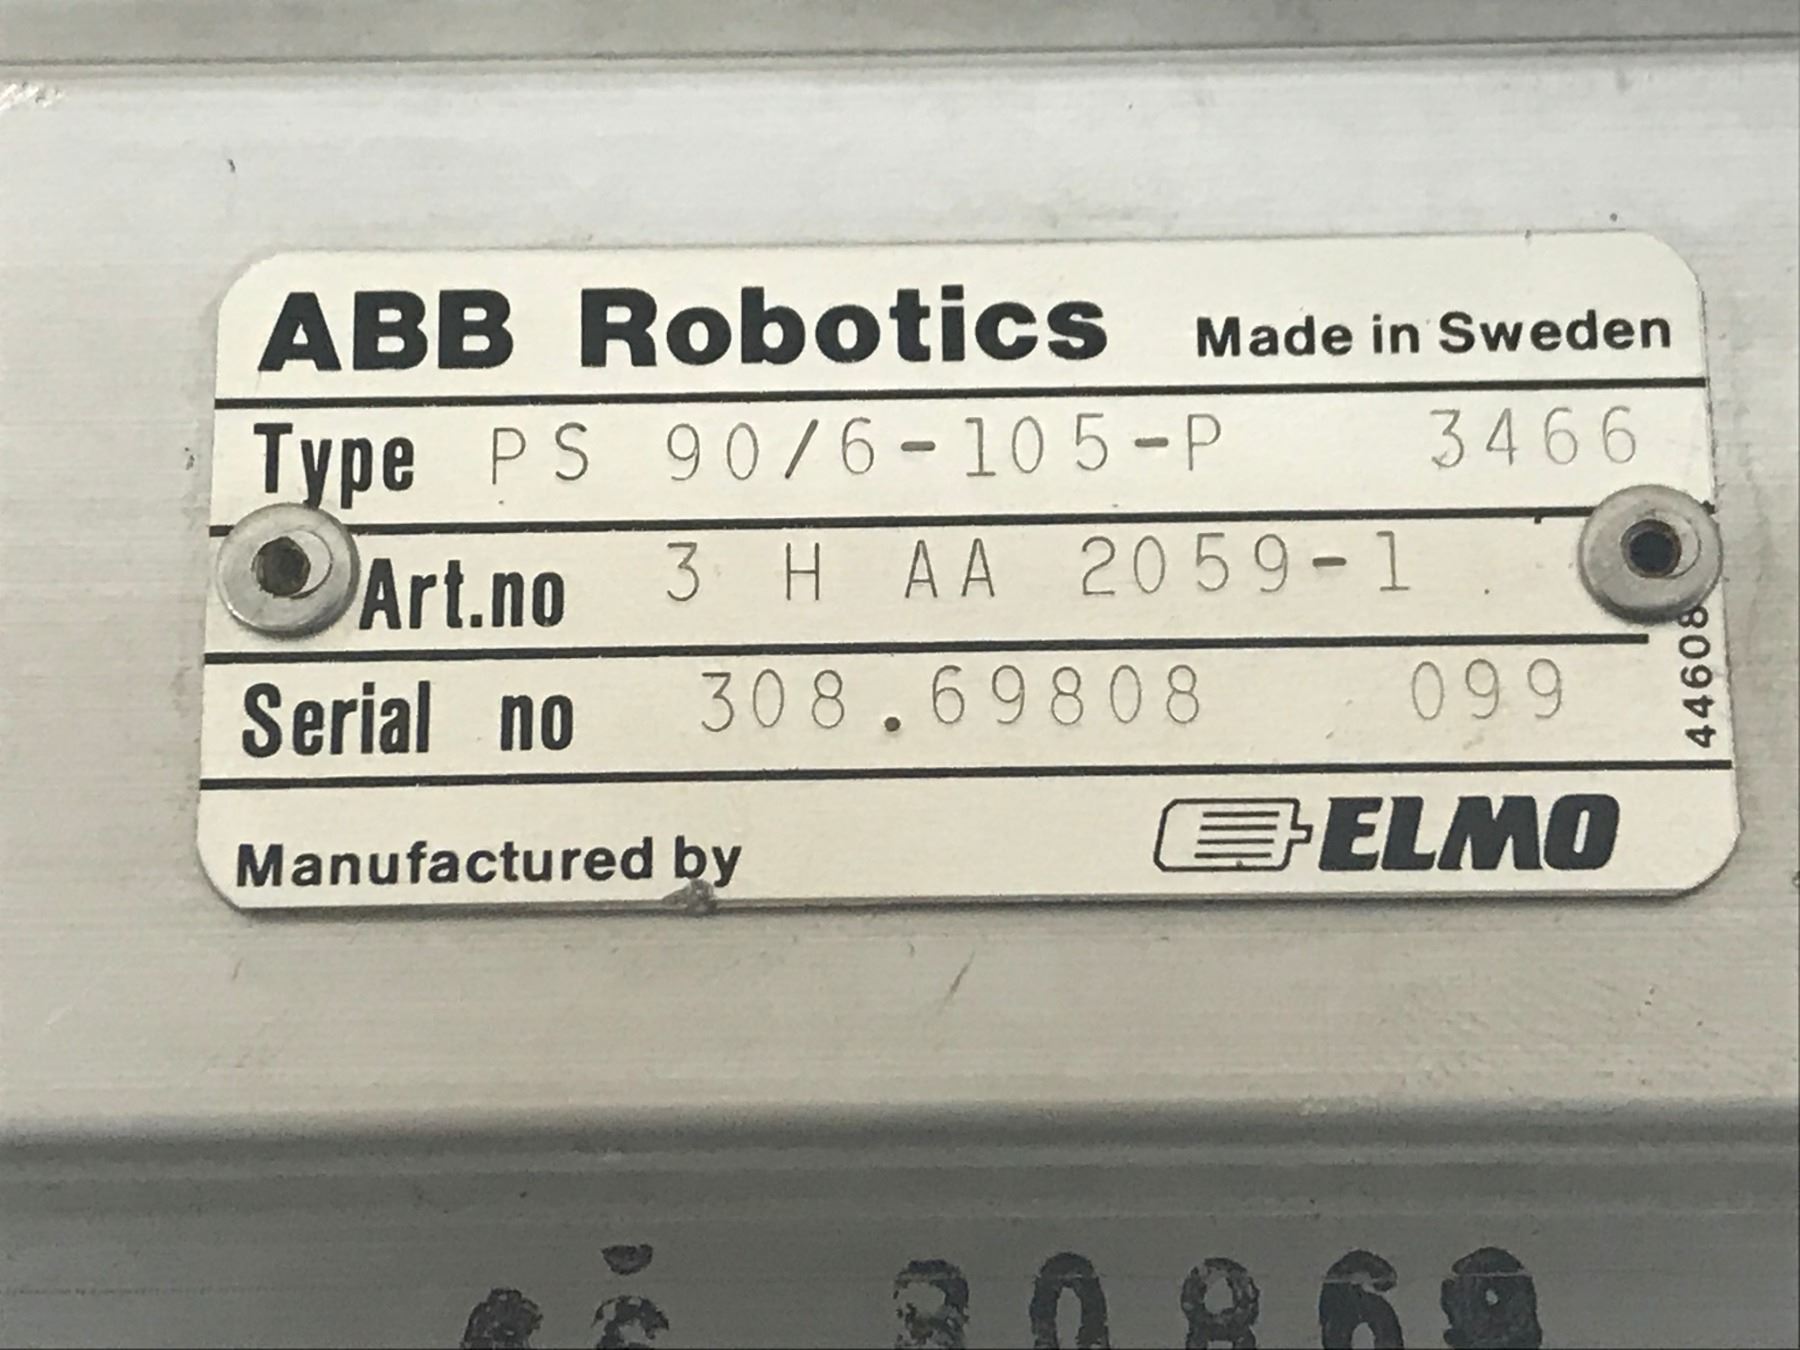 ABB Robotics Made in Sweden
Type PS 90/6-105-P 3466
Art.no 3 H AA 2059-1
Serial no 308.69808 099
44608
Manufactured by ELMO